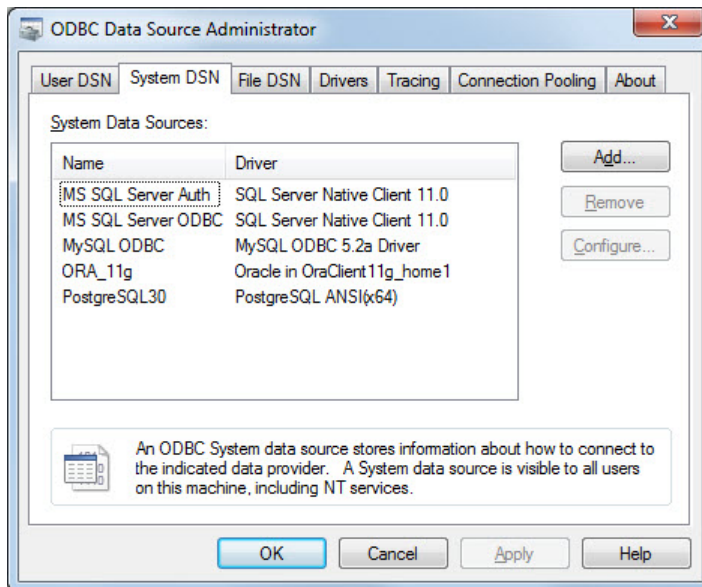 ODBC Data Source Administrator
User DSN System DSN File DSN Drivers Tracing Connection Pooling About
System Data Sources:
Name Driver
MS SQL Server Auth SQL Server Native Client 11.0
MS SQL Server ODBC SQL Server Native Client 11.0
MySQL ODBC MySQL ODBC 5.2a Driver
ORA_11g Oracle in OraClient11g_home1
PostgreSQL30 PostgreSQL ANSI(x64)
Add...
Remove
Configure...
An ODBC System data source stores information about how to connect to
the indicated data provider. A System data source is visible to all users
on this machine, including NT services.
OK Cancel Apply Help